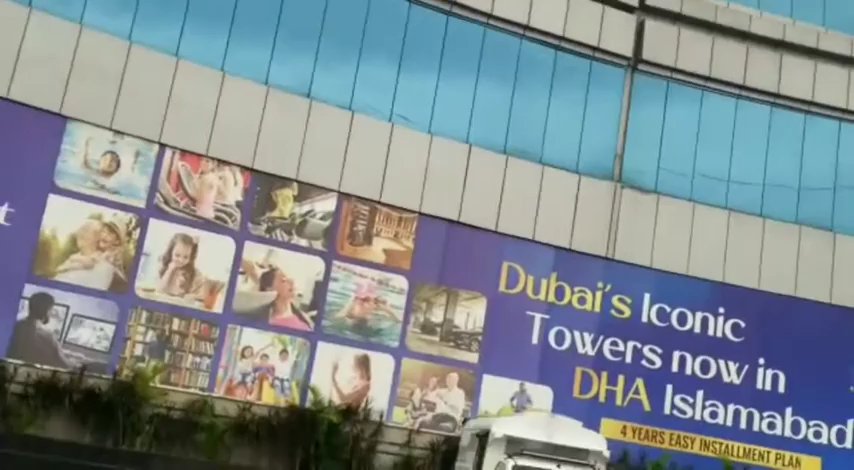 Dubai's Iconic
Towers now in
DHA Islamabad
4 YEARS EASY INSTALLMENT PLAN